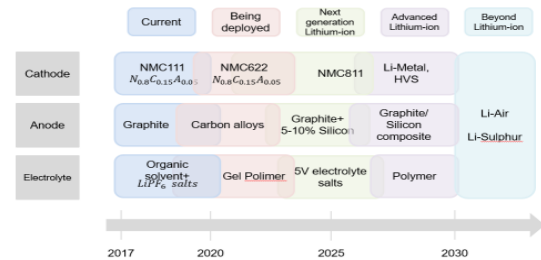 Current
Being
deployed
Next
generation
Lithium-ion
Advanced
Lithium-ion
Beyond
Lithium-ion
Cathode
NMC111
N₀.₈C₀.₁₅A₀.₀₅
NMC622
N₀.₈C₀.₁₅A₀.₀₅
NMC811
Li-Metal,
HVS
Anode
Graphite
Carbon alloys
Graphite+
5-10% Silicon
Graphite/
Silicon
composite
Li-Air
Li-Sulphur
Electrolyte
Organic
solvent+
LiPF₆ salts
Gel Polimer
5V electrolyte
salts
Polymer
2017
2020
2025
2030